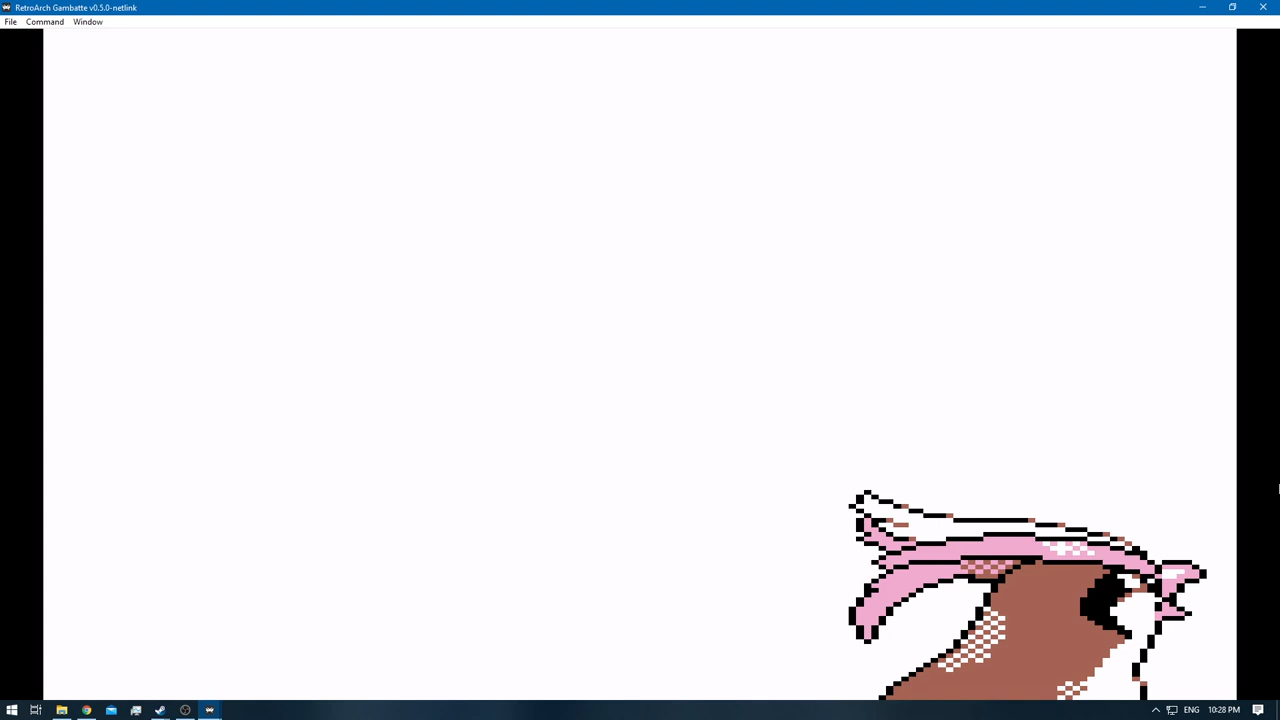 RetroArch Gambatte v0.5.0-netlink
File Command Window
ENG 10:28 PM